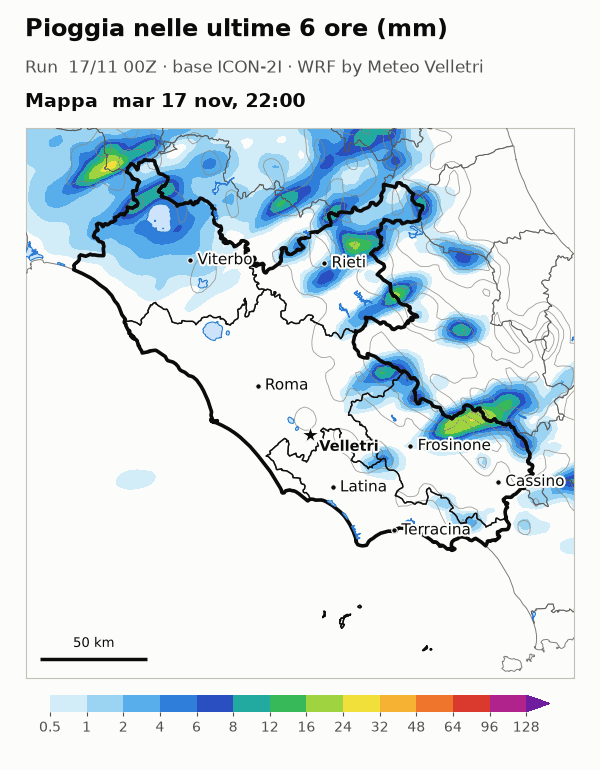 Pioggia nelle ultime 6 ore (mm)
Run 17/11 00Z · base ICON-2I · WRF by Meteo Velletri
Mappa mar 17 nov, 22:00
Viterbo
Rieti
Roma
Velletri
Frosinone
Cassino
Latina
Terracina
50 km
0.5 1 2 4 6 8 12 16 24 32 48 64 96 128